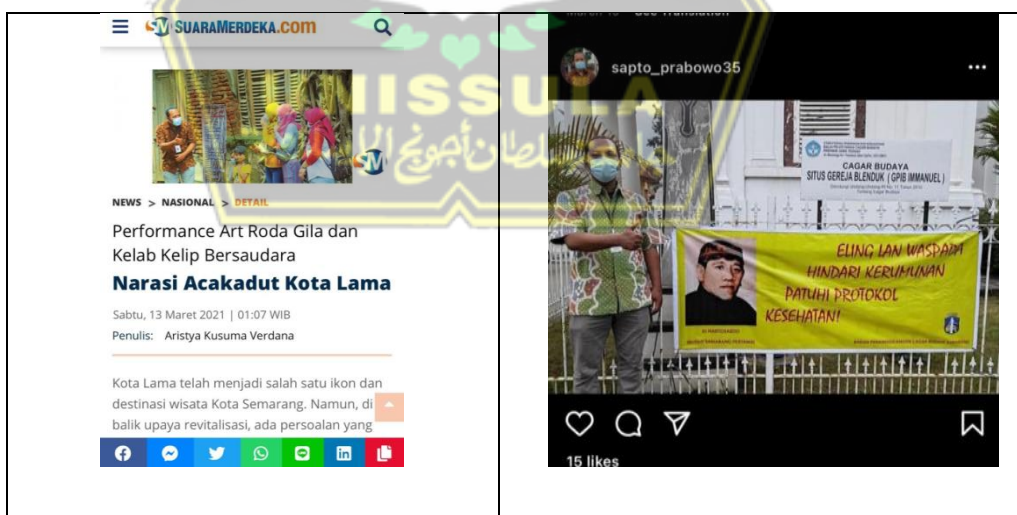 SUARAMERDEKA.COM
NEWS > NASIONAL > DETAIL
Performance Art Roda Gila dan
Kelab Kelip Bersaudara
Narasi Acakadut Kota Lama
Sabtu, 13 Maret 2021 | 01:07 WIB
Penulis: Aristya Kusuma Verdana
Kota Lama telah menjadi salah satu ikon dan
destinasi wisata Kota Semarang. Namun, di
balik upaya revitalisasi, ada persoalan yang
UNISSULA
sapto_prabowo35
CAGAR BUDAYA
SITUS GEREJA BLENDUK ( GPIB IMMANUEL )
ELING LAN WASPADA
HINDARI KERUMUNAN
PATUHI PROTOKOL
KESEHATAN!
15 likes